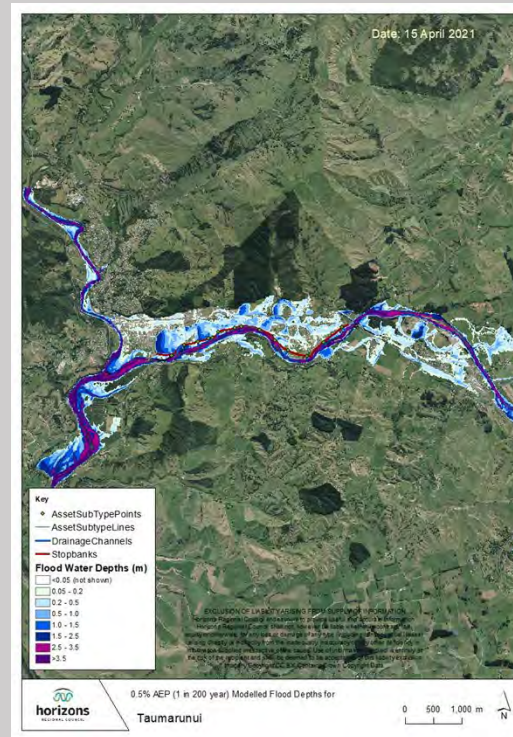 Date: 15 April 2021
Key
AssetSubTypePoints
AssetSubtypeLines
DrainageChannels
Stopbanks
Flood Water Depths (m)
<0.05 (not shown)
0.05 - 0.2
0.2 - 0.5
0.5 - 1.0
1.0 - 1.5
1.5 - 2.5
2.5 - 3.5
>3.5
EXCLUSION OF LIABILITY ARISING FROM SUPPLY OF INFORMATION
horizons
REGIONAL COUNCIL
0.5% AEP (1 in 200 year) Modelled Flood Depths for
Taumarunui
0 500 1,000 m
N